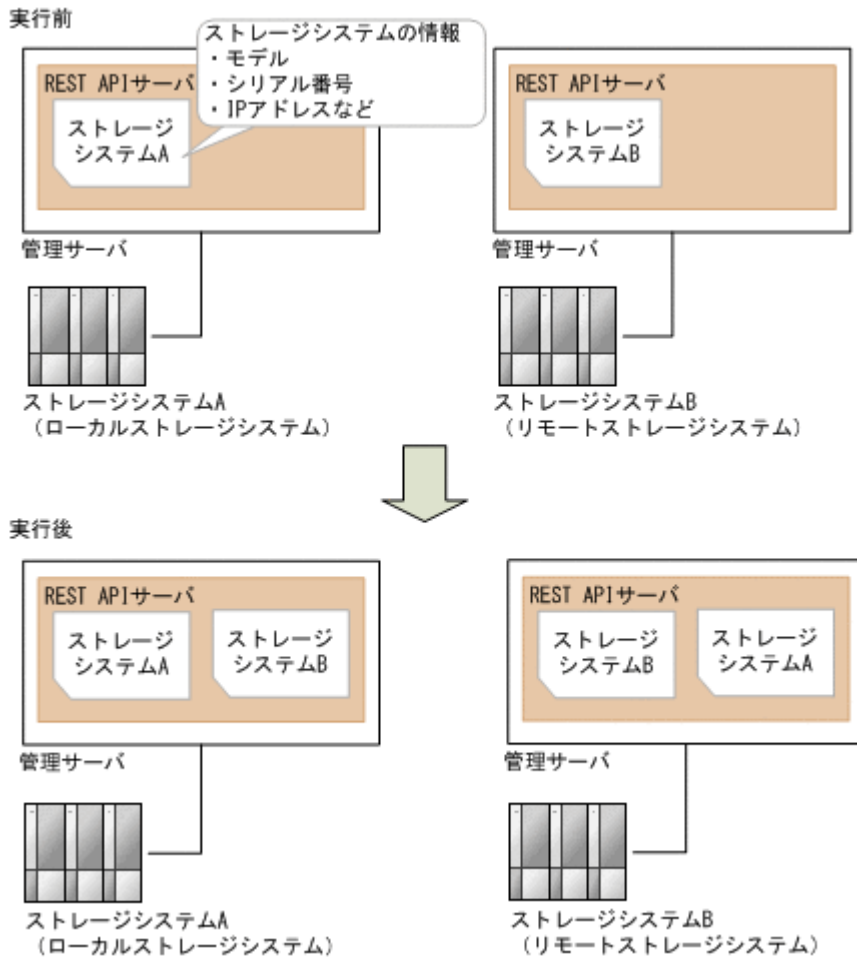 実行前
ストレージシステムの情報
・モデル
・シリアル番号
・IPアドレスなど
REST APIサーバ
ストレージ
システムA
管理サーバ
ストレージシステムA
（ローカルストレージシステム）
REST APIサーバ
ストレージ
システムB
管理サーバ
ストレージシステムB
（リモートストレージシステム）
実行後
REST APIサーバ
ストレージ
システムA
ストレージ
システムB
管理サーバ
ストレージシステムA
（ローカルストレージシステム）
REST APIサーバ
ストレージ
システムB
ストレージ
システムA
管理サーバ
ストレージシステムB
（リモートストレージシステム）